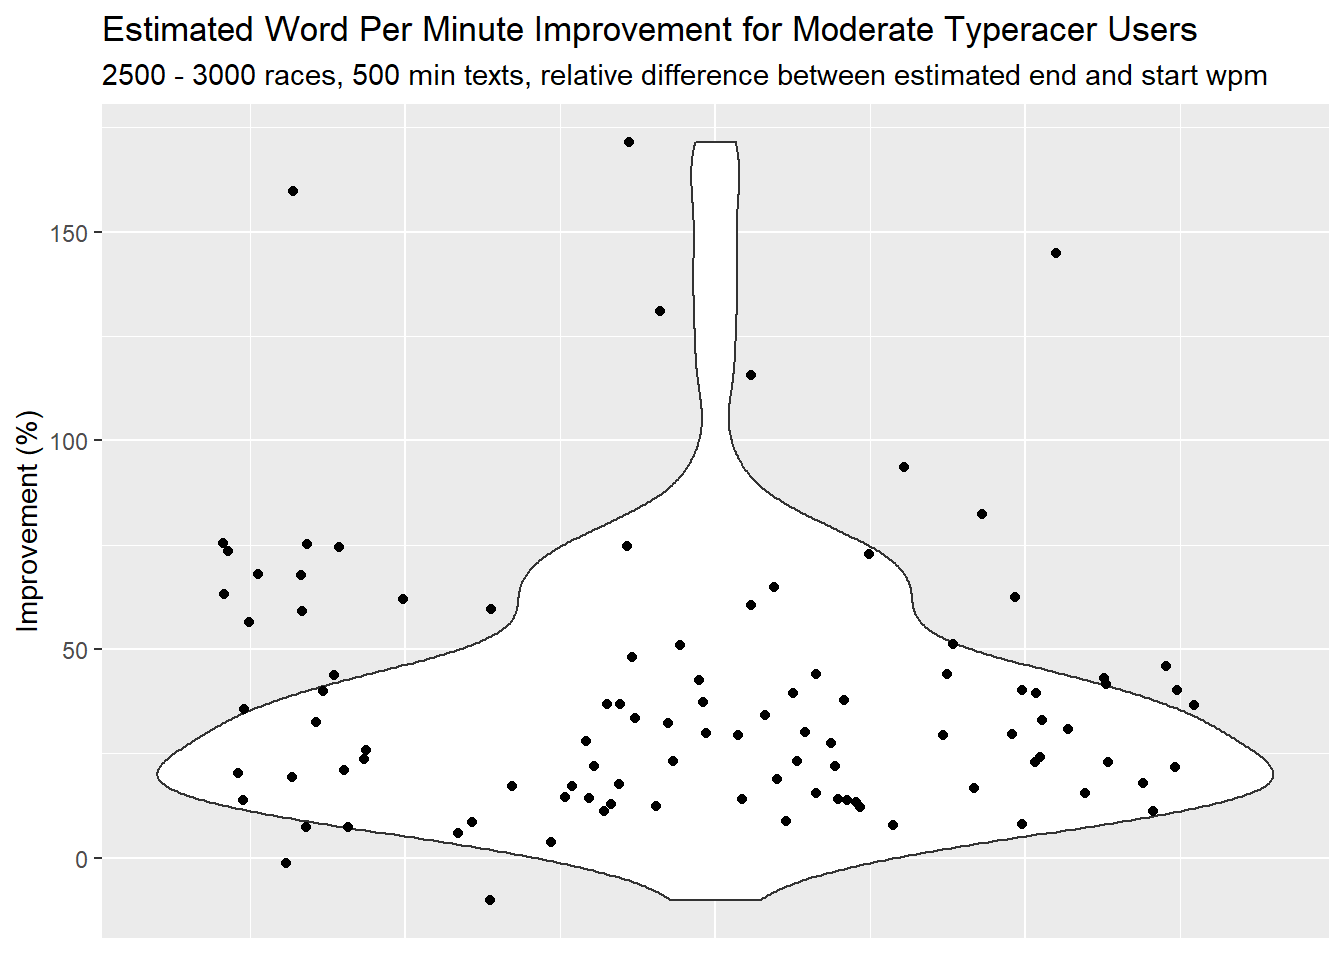 Estimated Word Per Minute Improvement for Moderate Typeracer Users
2500 - 3000 races, 500 min texts, relative difference between estimated end and start wpm
Improvement (%)
150
100
50
0